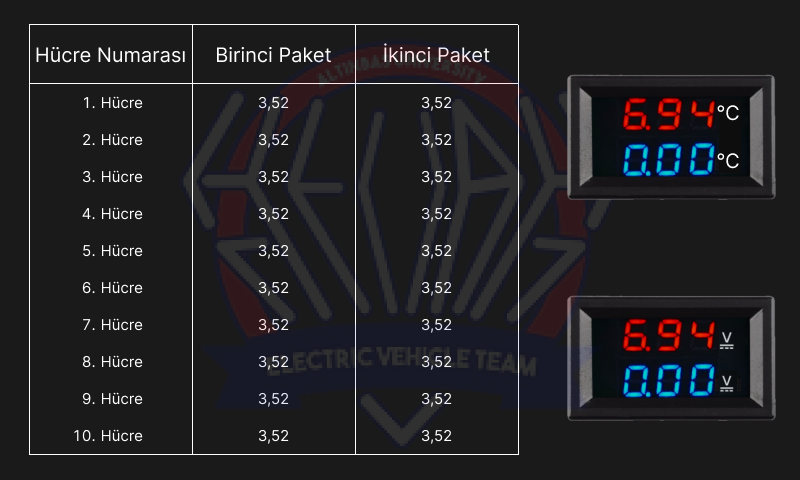 Hücre Numarası Birinci Paket İkinci Paket
1. Hücre 3,52 3,52
2. Hücre 3,52 3,52
3. Hücre 3,52 3,52
4. Hücre 3,52 3,52
5. Hücre 3,52 3,52
6. Hücre 3,52 3,52
7. Hücre 3,52 3,52
8. Hücre 3,52 3,52
9. Hücre 3,52 3,52
10. Hücre 3,52 3,52
6.94 °C
0.00 °C
6.94 V
0.00 V
UNIVERSITY
ELECTRIC VEHICLE TEAM